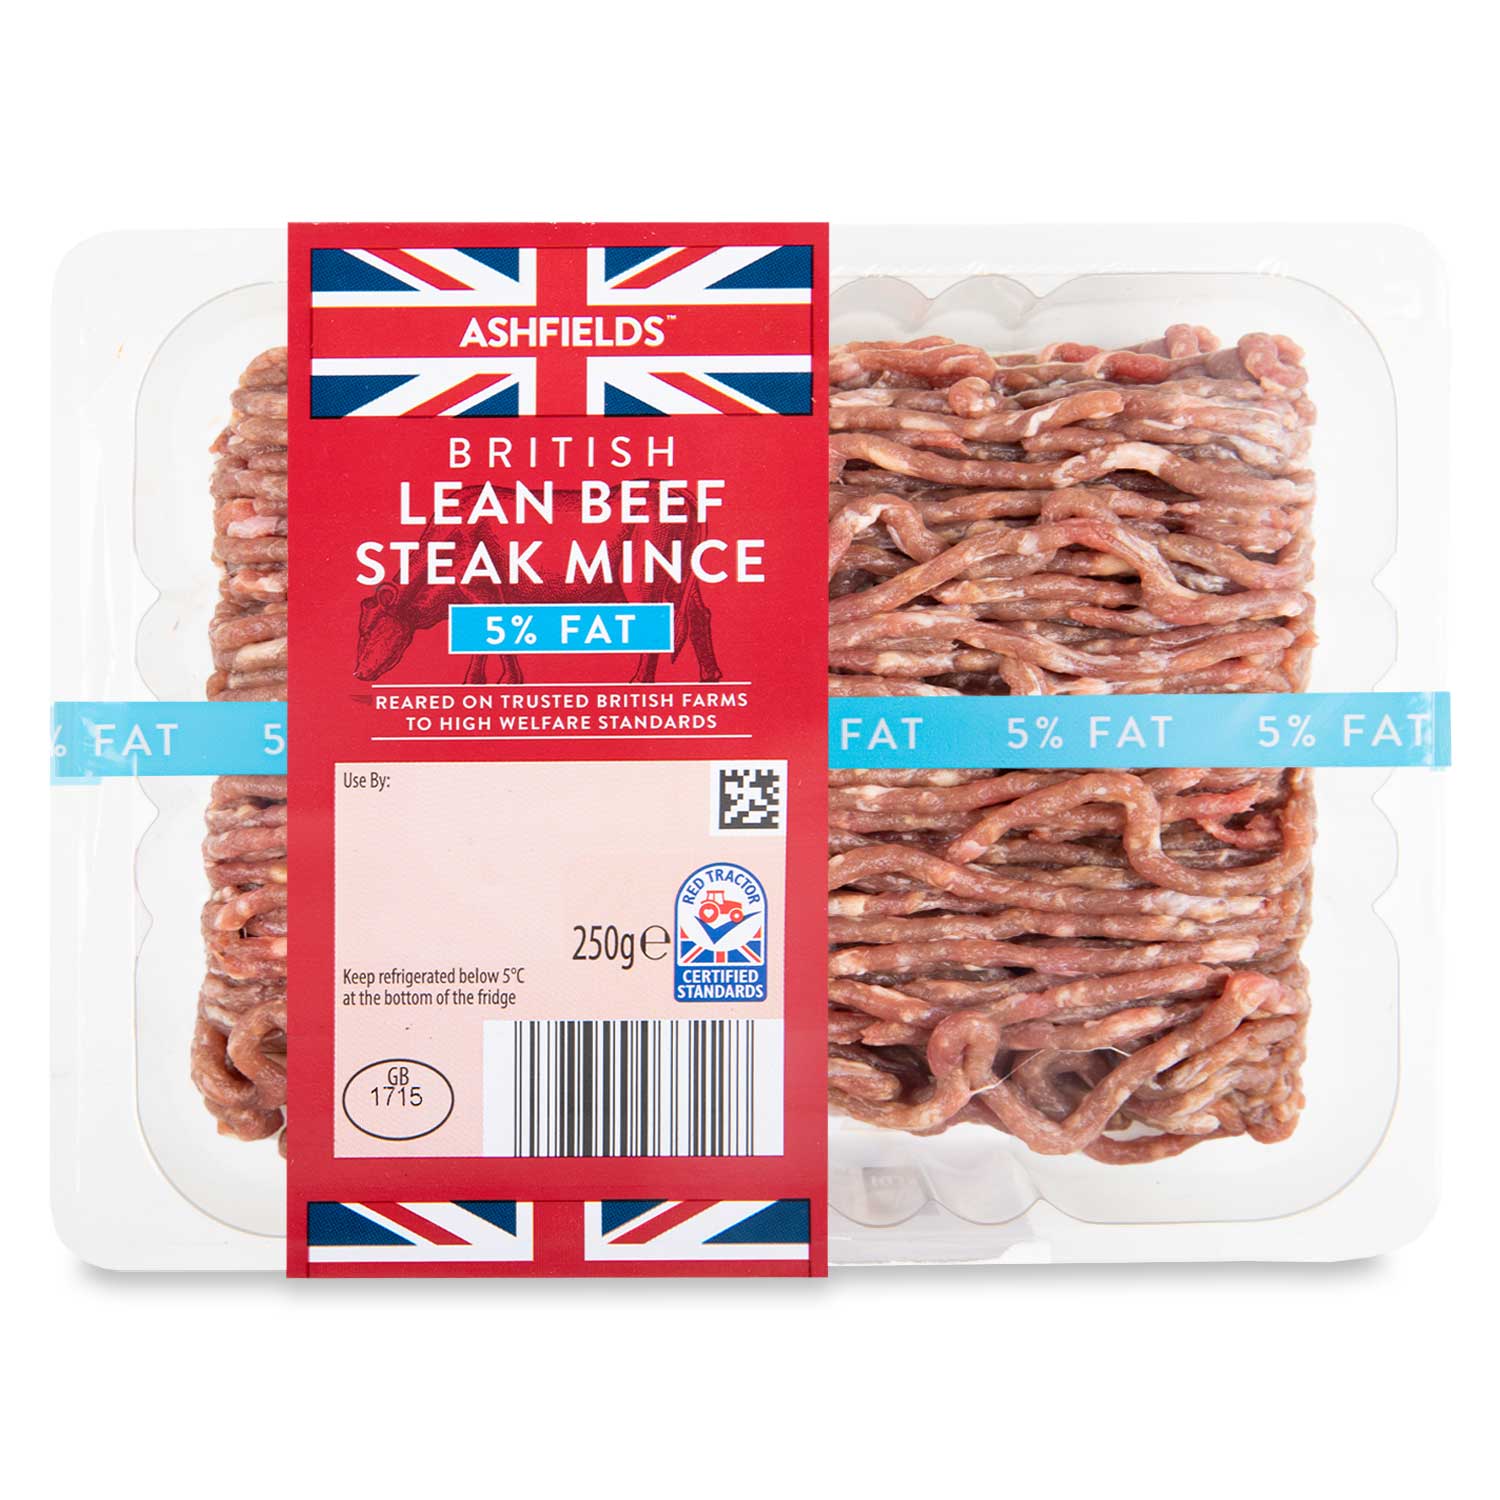 ASHFIELDS™
BRITISH
LEAN BEEF
STEAK MINCE
5% FAT
REARED ON TRUSTED BRITISH FARMS
TO HIGH WELFARE STANDARDS
% FAT 5 FAT 5% FAT 5% FAT
Use By:
RED TRACTOR
CERTIFIED
STANDARDS
250g℮
Keep refrigerated below 5°C
at the bottom of the fridge
GB
1715